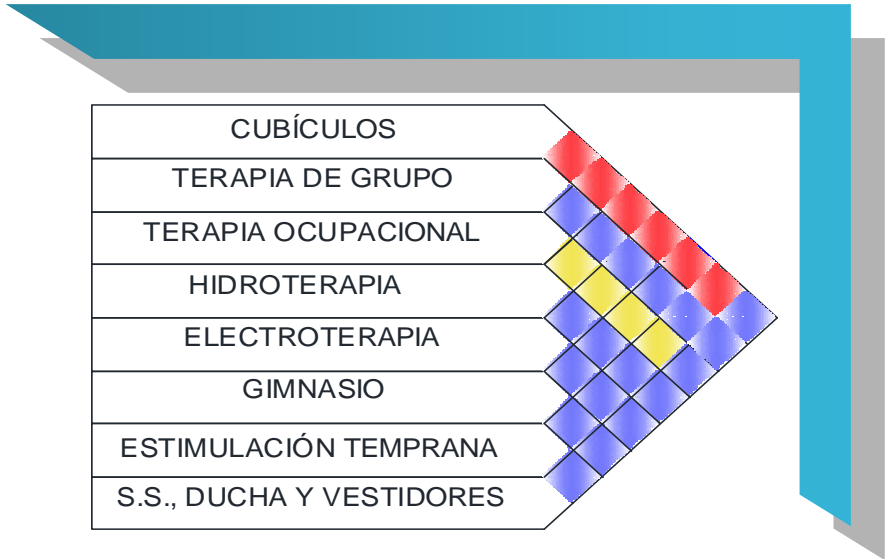 CUBÍCULOS
TERAPIA DE GRUPO
TERAPIA OCUPACIONAL
HIDROTERAPIA
ELECTROTERAPIA
GIMNASIO
ESTIMULACIÓN TEMPRANA
S.S., DUCHA Y VESTIDORES